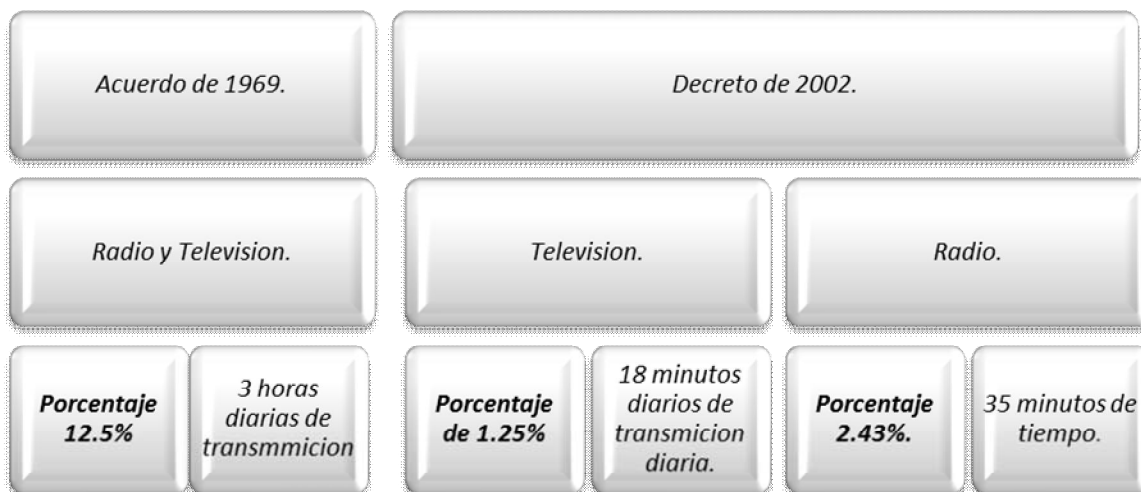 Acuerdo de 1969.
Decreto de 2002.
Radio y Television.
Television.
Radio.
Porcentaje
12.5%
3 horas
diarias de
transmmicion
Porcentaje
de 1.25%
18 minutos
diarios de
transmicion
diaria.
Porcentaje
2.43%.
35 minutos de
tiempo.